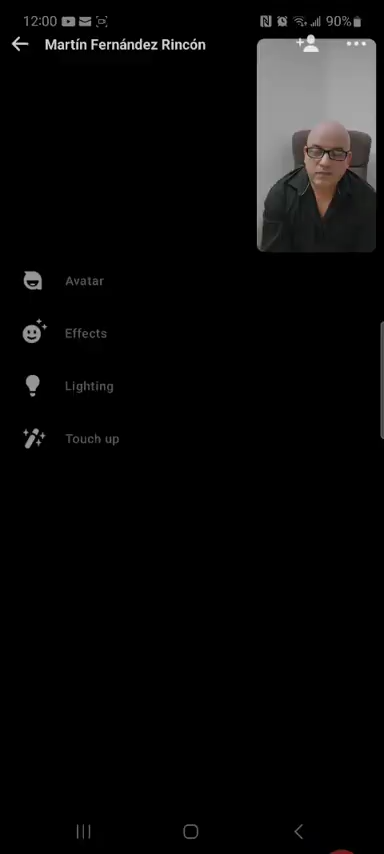 12:00
90%
Martín Fernández Rincón
Avatar
Effects
Lighting
Touch up